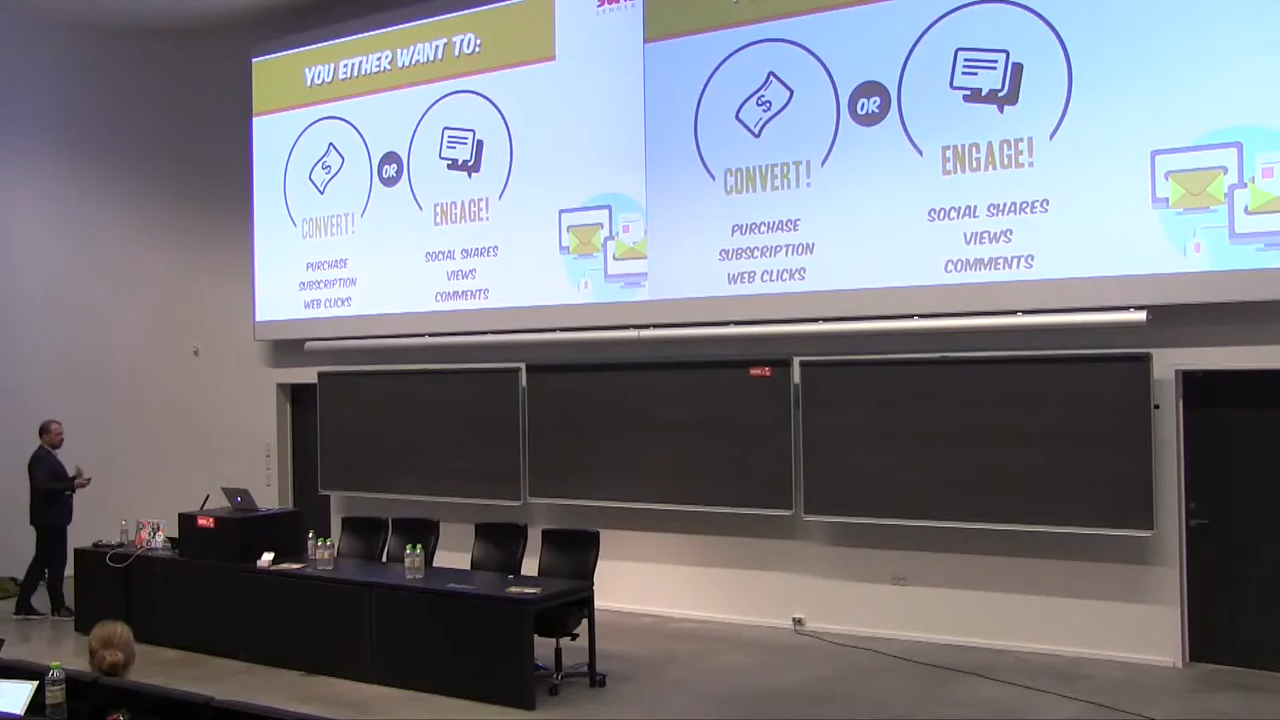 YOU EITHER WANT TO:
CONVERT!
OR
ENGAGE!
PURCHASE
SUBSCRIPTION
WEB CLICKS
SOCIAL SHARES
VIEWS
COMMENTS
CONVERT!
OR
ENGAGE!
PURCHASE
SUBSCRIPTION
WEB CLICKS
SOCIAL SHARES
VIEWS
COMMENTS